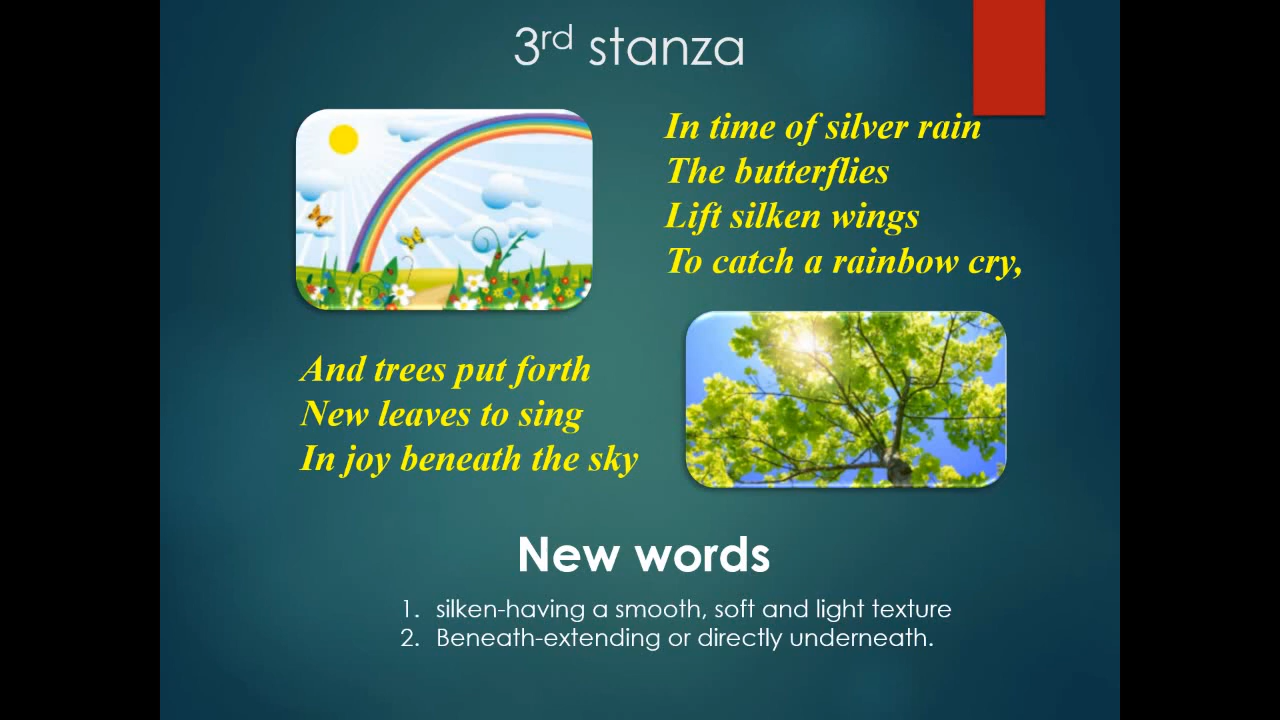 3rd stanza
In time of silver rain
The butterflies
Lift silken wings
To catch a rainbow cry,
And trees put forth
New leaves to sing
In joy beneath the sky
New words
1. silken-having a smooth, soft and light texture
2. Beneath-extending or directly underneath.